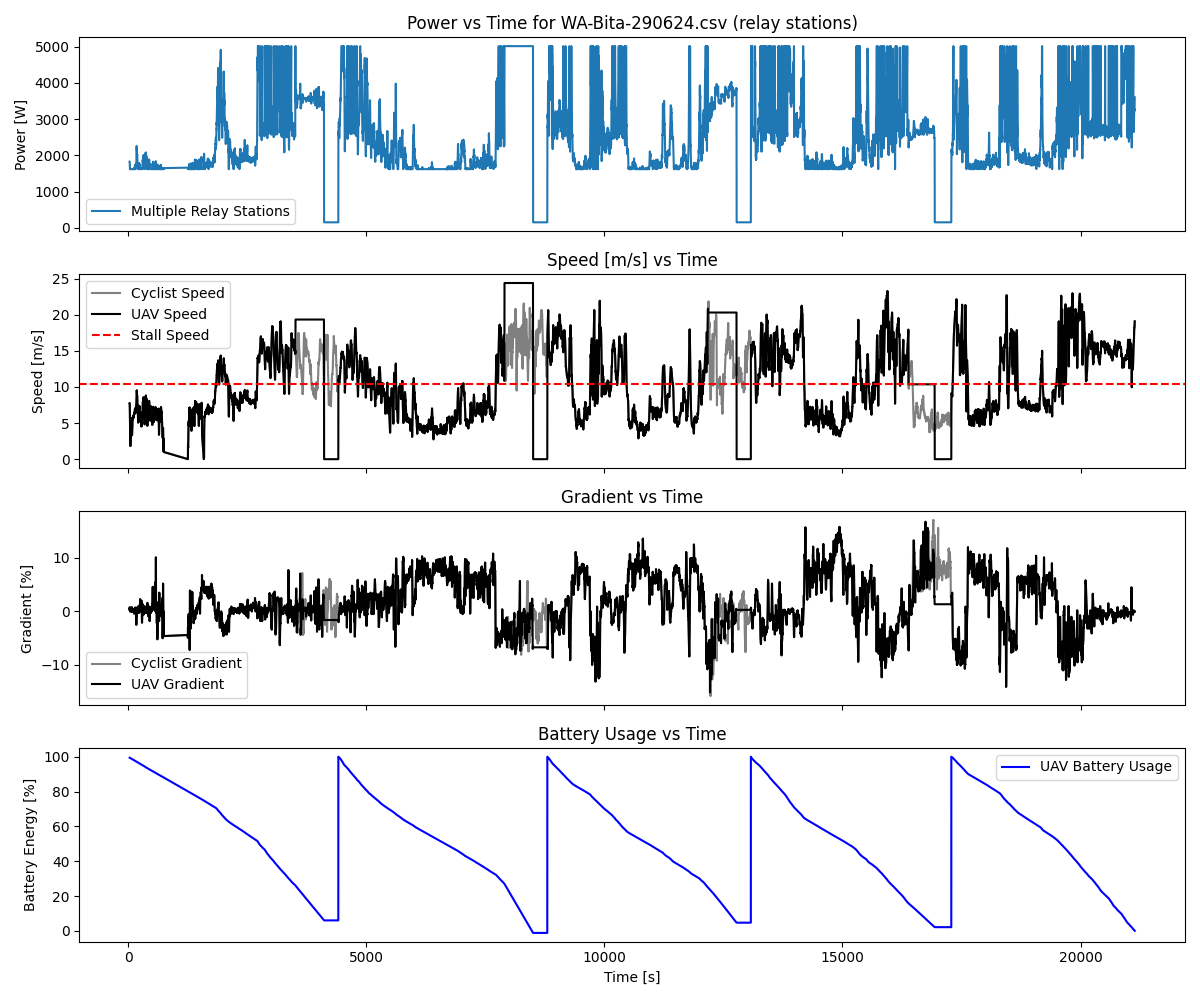 Power vs Time for WA-Bita-290624.csv (relay stations)
5000
4000
3000
2000
1000
0
Power [W]
Multiple Relay Stations
Speed [m/s] vs Time
25
20
15
10
5
0
Speed [m/s]
Cyclist Speed
UAV Speed
Stall Speed
Gradient vs Time
10
0
−10
Gradient [%]
Cyclist Gradient
UAV Gradient
Battery Usage vs Time
100
80
60
40
20
0
Battery Energy [%]
UAV Battery Usage
0 5000 10000 15000 20000
Time [s]